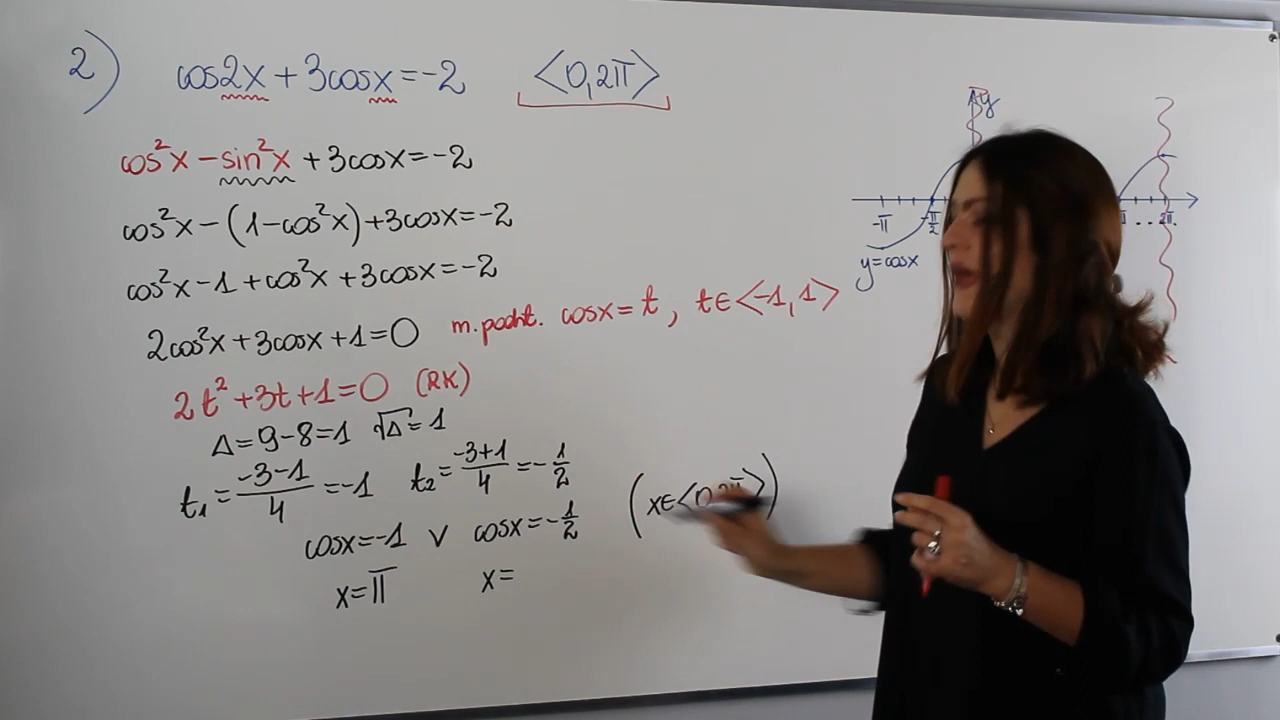 2) cos2x + 3cosx = -2 <0,2π>
cos²x - sin²x + 3cosx = -2
cos²x - (1 - cos²x) + 3cosx = -2
cos²x - 1 + cos²x + 3cosx = -2
2cos²x + 3cosx + 1 = 0 m.podst. cosx = t, t∈<-1,1>
2t² + 3t + 1 = 0 (RK)
Δ = 9 - 8 = 1 √Δ = 1
t₁ = (-3-1)/4 = -1 t₂ = (-3+1)/4 = -1/2
cosx = -1 ∨ cosx = -1/2 (x∈<0,2π>)
x = π x =
y
-π -π/2 2π
y = cosx